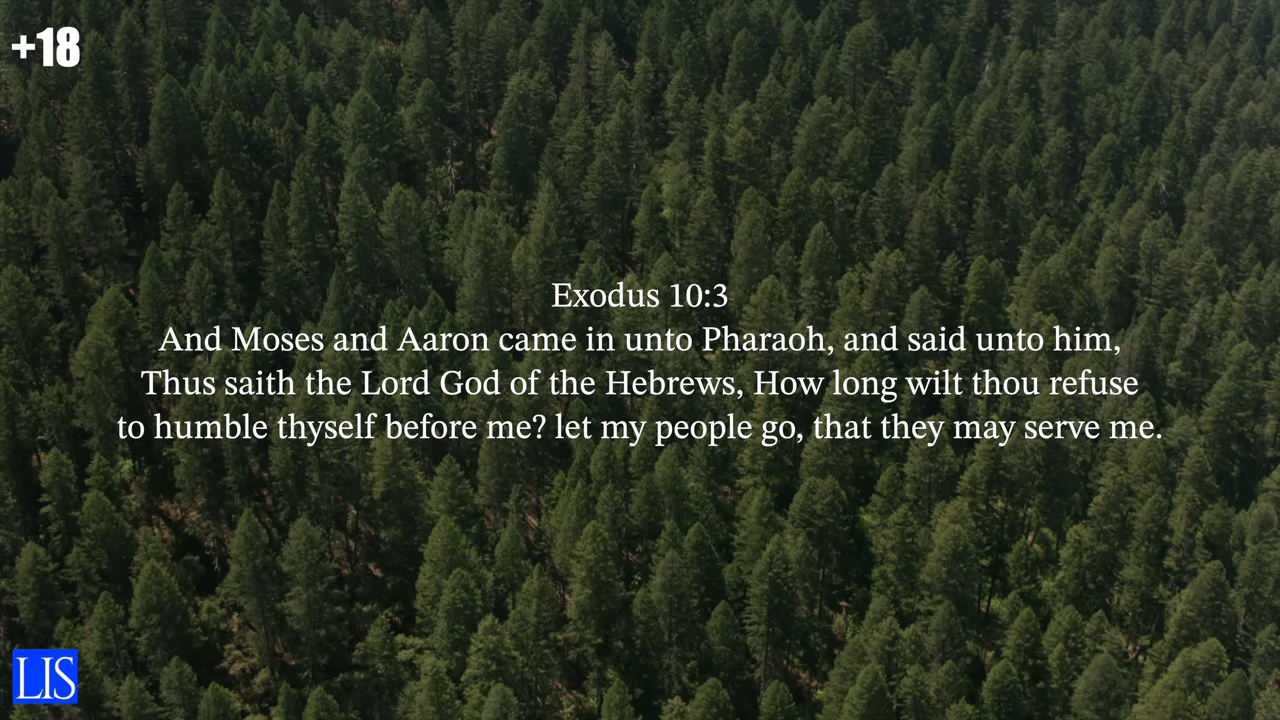 +18
Exodus 10:3
And Moses and Aaron came in unto Pharaoh, and said unto him,
Thus saith the Lord God of the Hebrews, How long wilt thou refuse
to humble thyself before me? let my people go, that they may serve me.
LIS